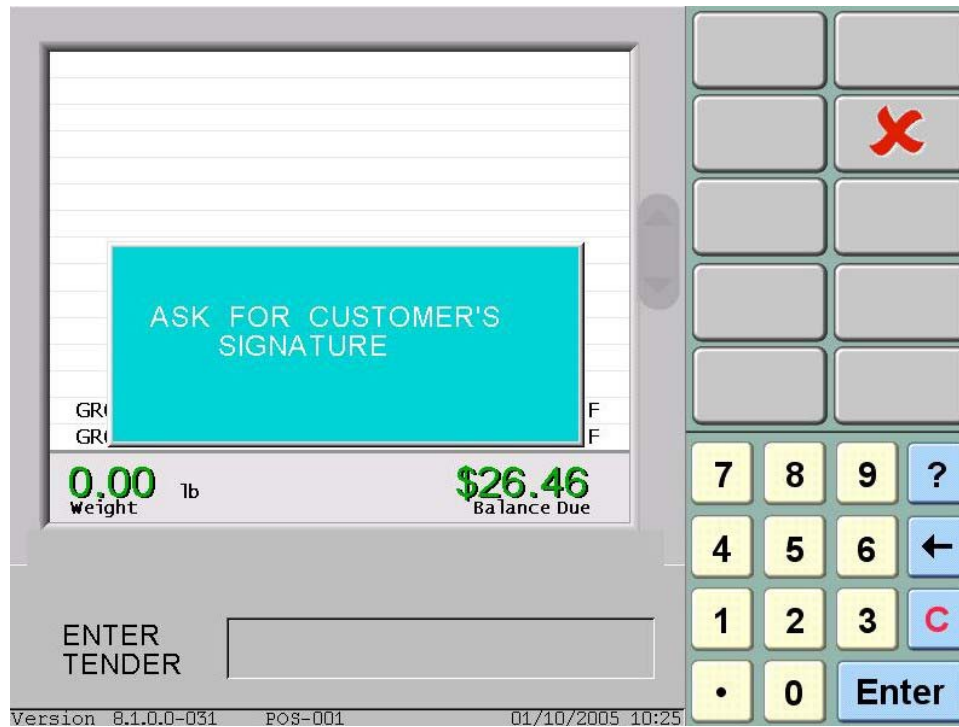 ASK FOR CUSTOMER'S
SIGNATURE
F
F
0.00 lb
Weight
$26.46
Balance Due
ENTER
TENDER
Version 8.1.0.0-031 POS-001 01/10/2005 10:25
7 8 9 ?
4 5 6 ←
1 2 3 C
. 0 Enter